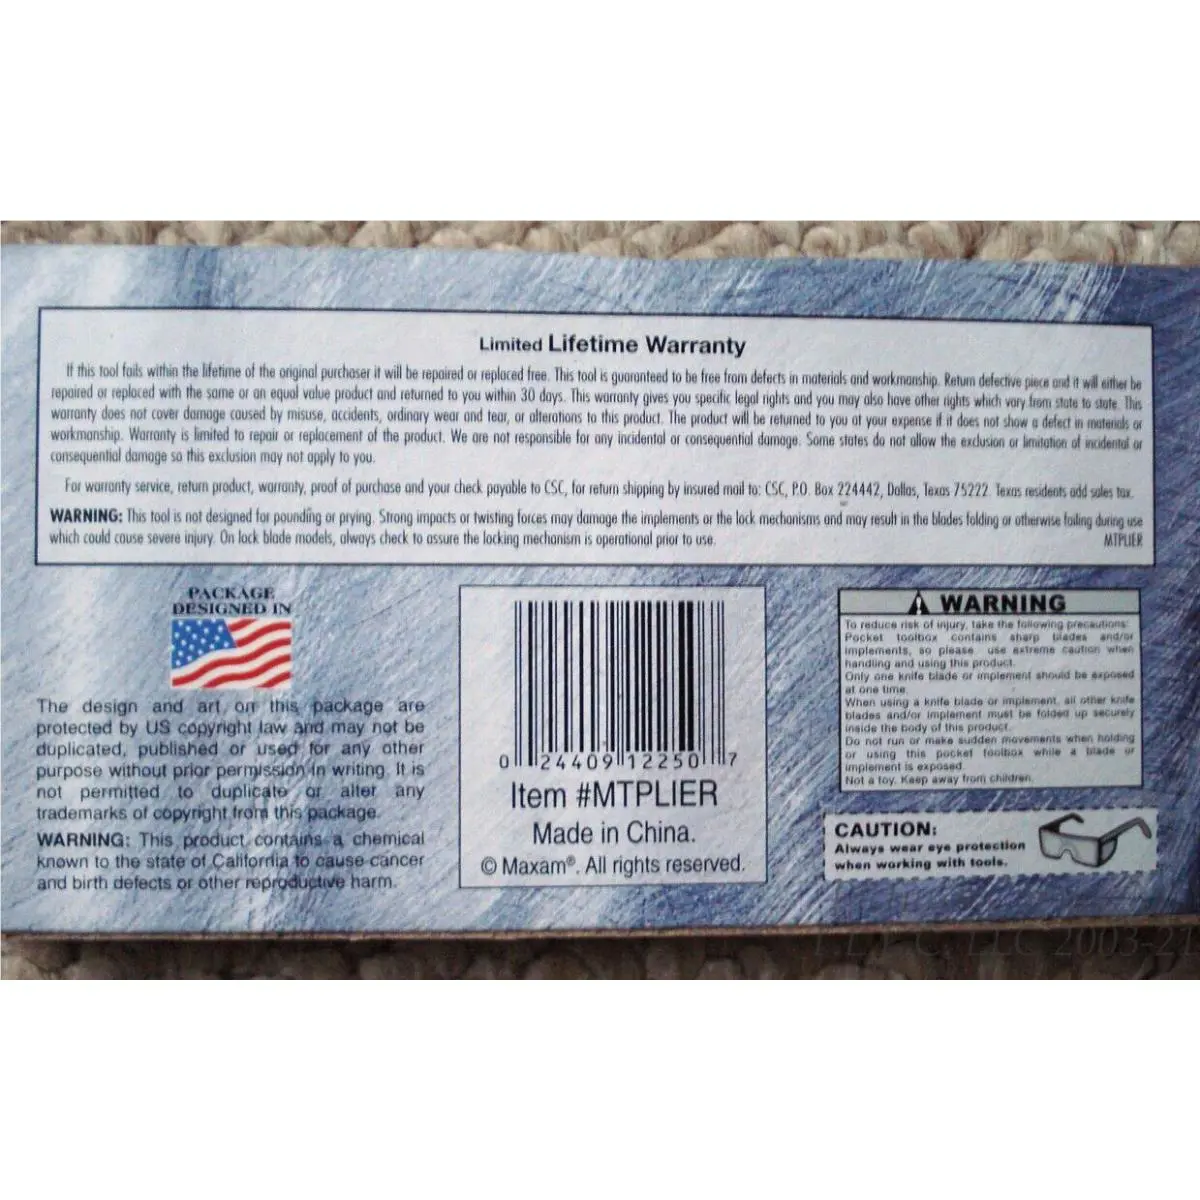 Limited Lifetime Warranty
If this tool fails within the lifetime of the original purchaser it will be repaired or replaced free. This tool is guaranteed to be free from defects in materials and workmanship. Return defective piece and it will either be
repaired or replaced with the same or an equal value product and returned to you within 30 days. This warranty gives you specific legal rights and you may also have other rights which vary from state to state. This
warranty does not cover damage caused by misuse, accidents, ordinary wear and tear, or alterations to this product. The product will be returned to you at your expense if it does not show a defect in materials or
workmanship. Warranty is limited to repair or replacement of the product. We are not responsible for any incidental or consequential damage. Some states do not allow the exclusion or limitation of incidental or
consequential damage so this exclusion may not apply to you.
For warranty service, return product, warranty, proof of purchase and your check payable to CSC, for return shipping by insured mail to: CSC, P.O. Box 224442, Dallas, Texas 75222. Texas residents add sales tax.
WARNING: This tool is not designed for pounding or prying. Strong impacts or twisting forces may damage the implements or the lock mechanisms and may result in the blades folding or otherwise failing during use
which could cause severe injury. On lock blade models, always check to assure the locking mechanism is operational prior to use.
MTPLIER
PACKAGE
DESIGNED IN
The design and art on this package are
protected by US copyright law and may not be
duplicated, published or used for any other
purpose without prior permission in writing. It is
not permitted to duplicate or alter any
trademarks of copyright from this package.
WARNING: This product contains a chemical
known to the state of California to cause cancer
and birth defects or other reproductive harm.
0 24409 12250 7
Item #MTPLIER
Made in China.
© Maxam®. All rights reserved.
WARNING
To reduce risk of injury, take the following precautions:
Pocket toolbox contains sharp blades and/or
implements, so please use extreme caution when
handling and using this product.
Only one knife blade or implement should be exposed
at one time.
When using a knife blade or implement, all other knife
blades and/or implement must be folded up securely
inside the body of this product.
Do not run or make sudden movements when holding
or using this pocket toolbox while a blade or
implement is exposed.
Not a toy. Keep away from children.
CAUTION:
Always wear eye protection
when working with tools.
LLC 2003-21